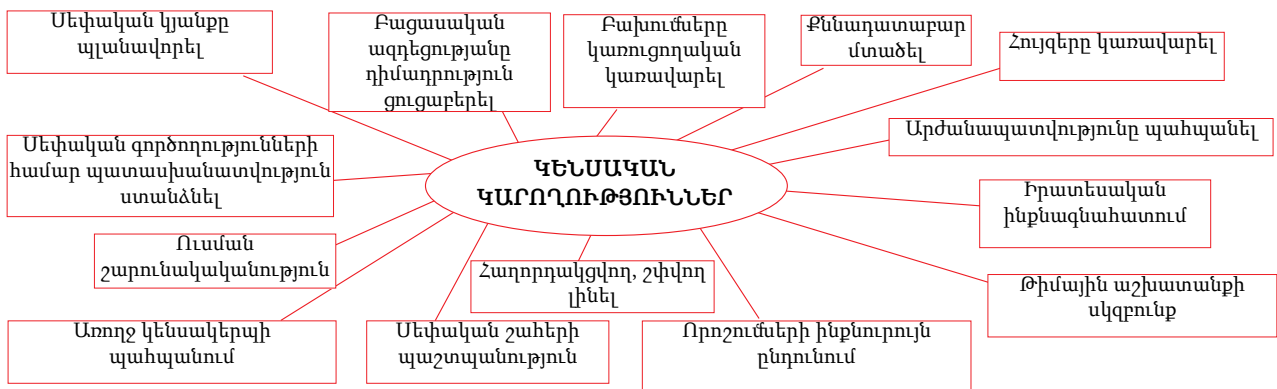 Սեփական կյանքը
պլանավորել
Բացասական
ազդեցությանը
դիմադրություն
ցուցաբերել
Բախումները
կառուցողական
կառավարել
Քննադատաբար
մտածել
Հույզերը կառավարել
Սեփական գործողությունների
համար պատասխանատվություն
ստանձնել
ԿԵՆՍԱԿԱՆ
ԿԱՐՈՂՈՒԹՅՈՒՆՆԵՐ
Արժանապատվությունը պահպանել
Իրատեսական
ինքնագնահատում
Ուսման
շարունակականություն
Հաղորդակցվող, շփվող
լինել
Թիմային աշխատանքի
սկզբունք
Առողջ կենսակերպի
պահպանում
Սեփական շահերի
պաշտպանություն
Որոշումների ինքնուրույն
ընդունում